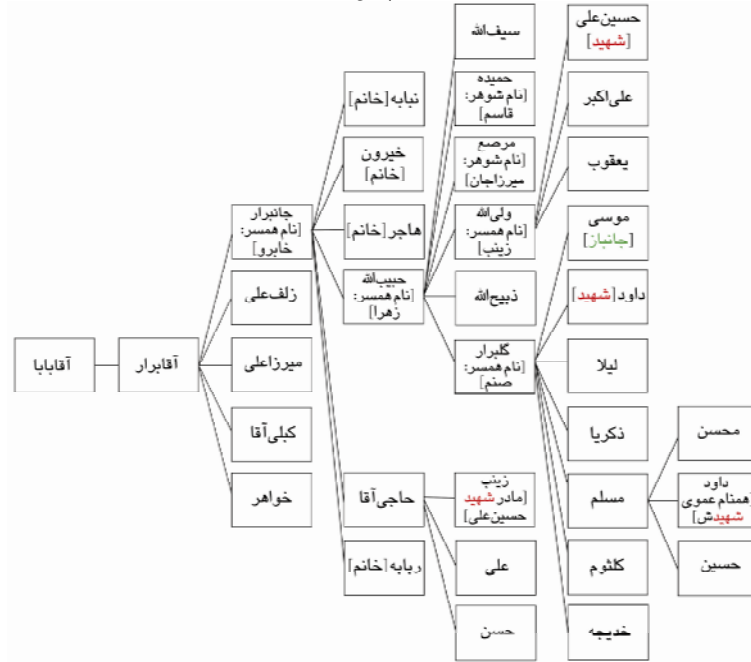 آقابابا
آقابرار
جانبرار
[نام همسر:
خابرو]
زلف‌علی
میرزاعلی
کبلی‌آقا
خواهر
نبابه [خانم]
خیرون
[خانم]
هاجر [خانم]
حبیب‌الله
[نام همسر:
زهرا]
حاجی‌آقا
ربابه [خانم]
سیف‌الله
حمیده
[نام شوهر:
قاسم]
مرصع
[نام شوهر:
میرزاجان]
ولی‌الله
[نام همسر:
زینب]
ذبیح‌الله
گلبرار
[نام همسر:
صنم]
زینب
[مادر شهید
حسین‌علی]
علی
حسن
حسین‌علی
[شهید]
علی‌اکبر
یعقوب
موسی
[جانباز]
داود [شهید]
لیلا
ذکریا
مسلم
کلثوم
خدیجه
محسن
داود
[همنام عموی
شهیدش]
حسین